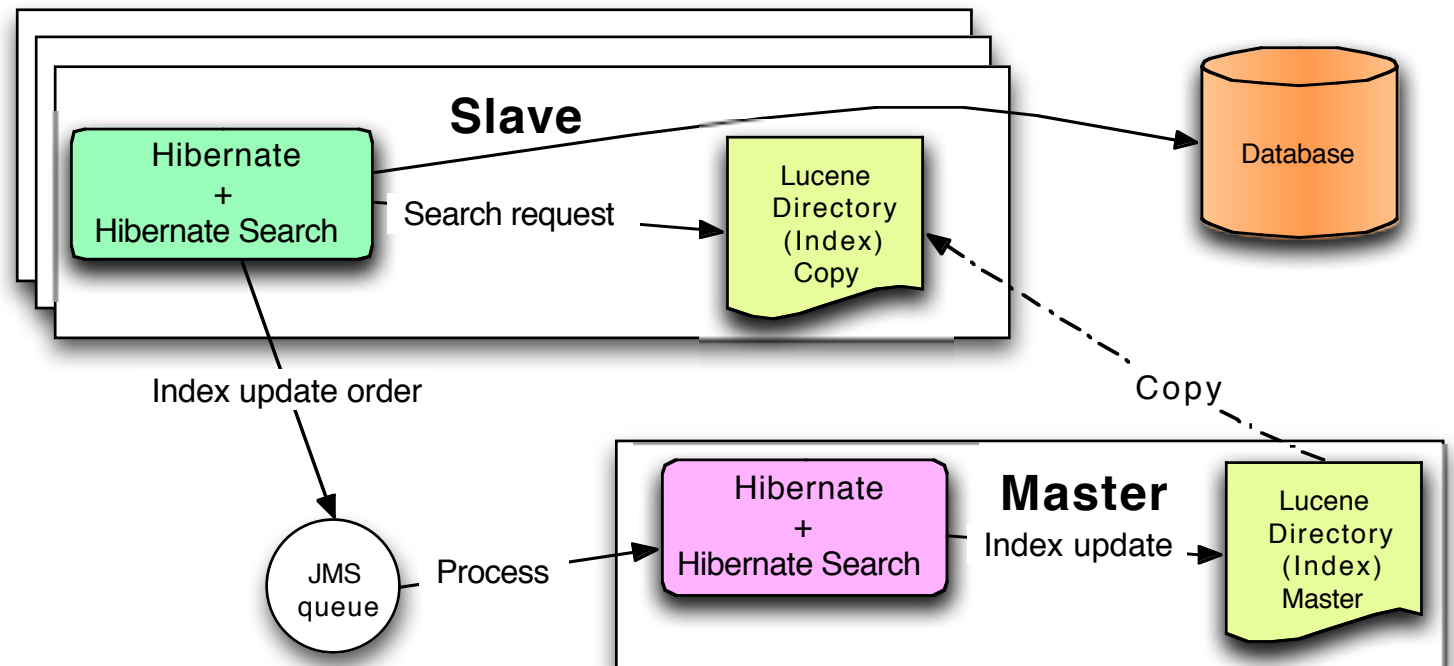 Slave
Hibernate
+
Hibernate Search
Search request
Lucene
Directory
(Index)
Copy
Database
Index update order
Copy
JMS
queue
Process
Master
Hibernate
+
Hibernate Search
Index update
Lucene
Directory
(Index)
Master